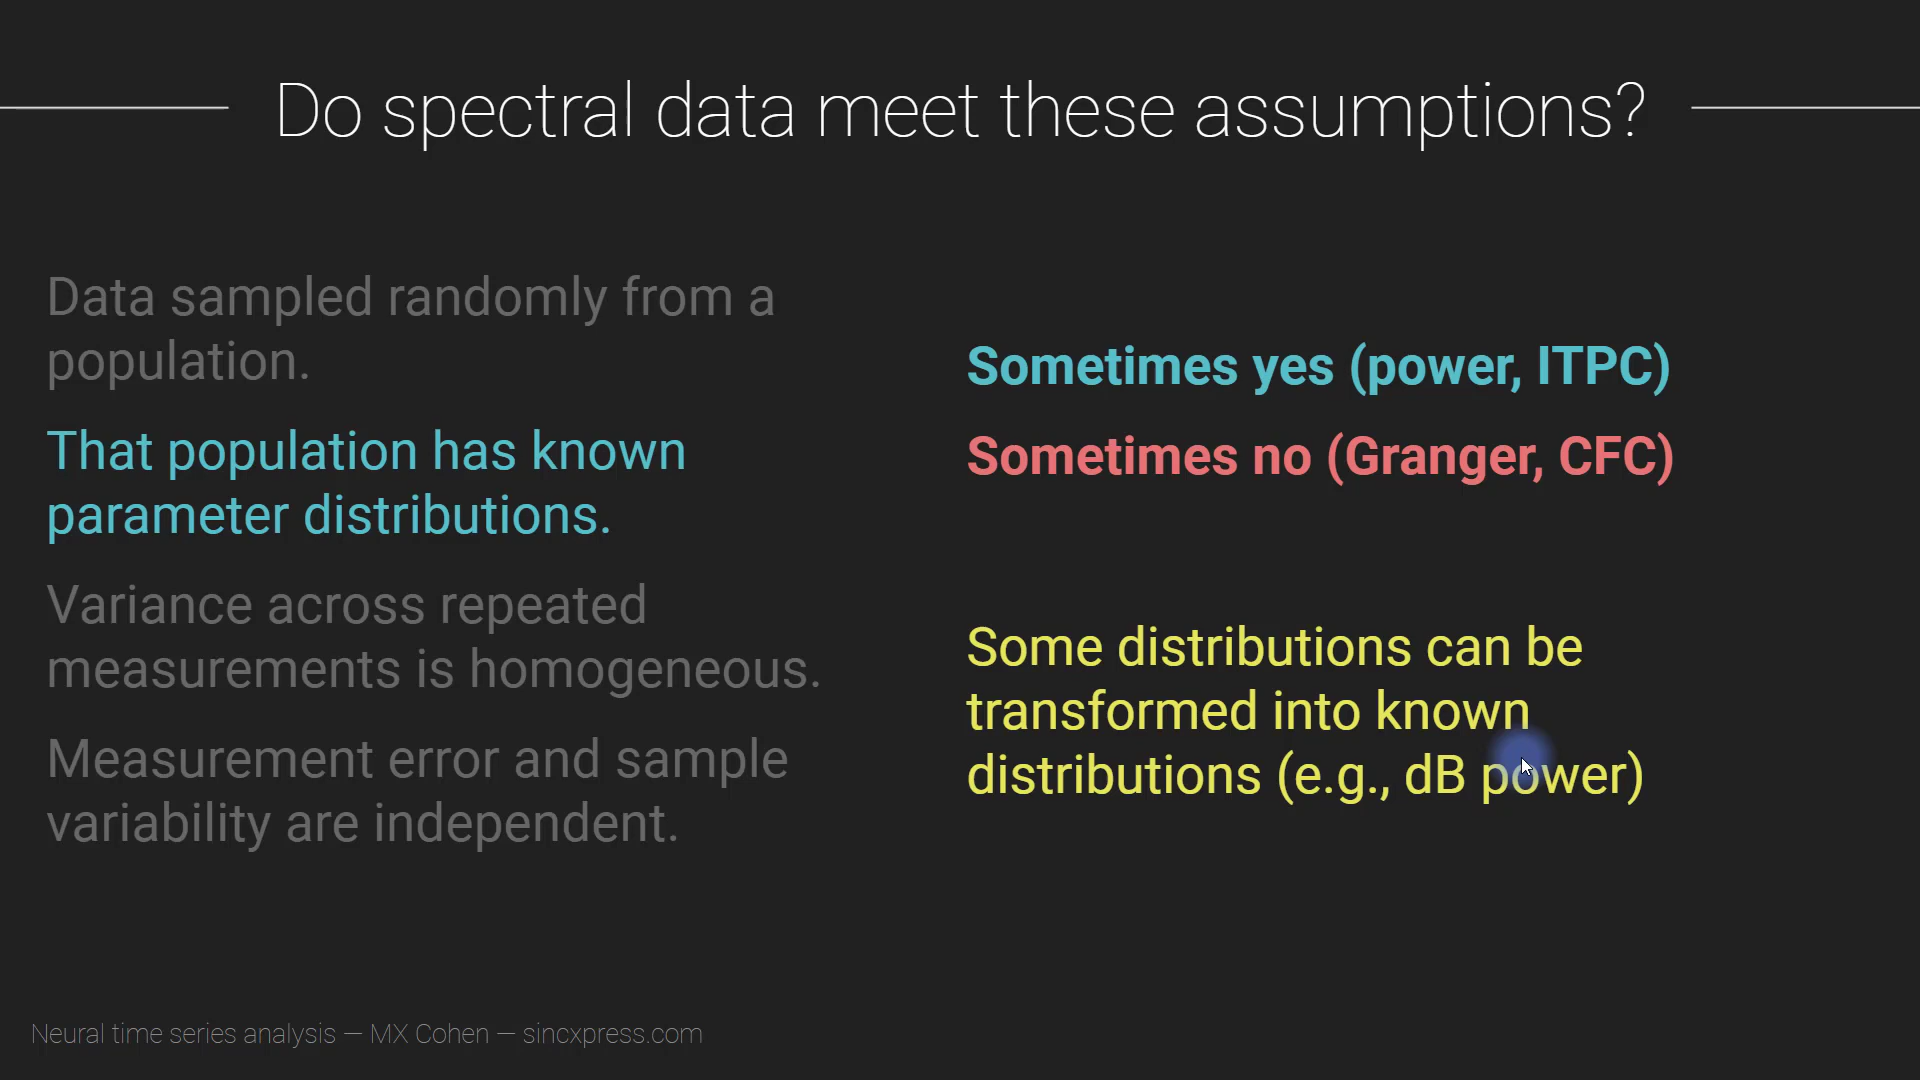 Do spectral data meet these assumptions?
Data sampled randomly from a
population.
That population has known
parameter distributions.
Variance across repeated
measurements is homogeneous.
Measurement error and sample
variability are independent.
Sometimes yes (power, ITPC)
Sometimes no (Granger, CFC)
Some distributions can be
transformed into known
distributions (e.g., dB power)
Neural time series analysis — MX Cohen — sincxpress.com